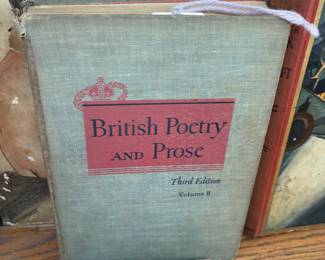 British Poetry
AND Prose
Third Edition
Volume II